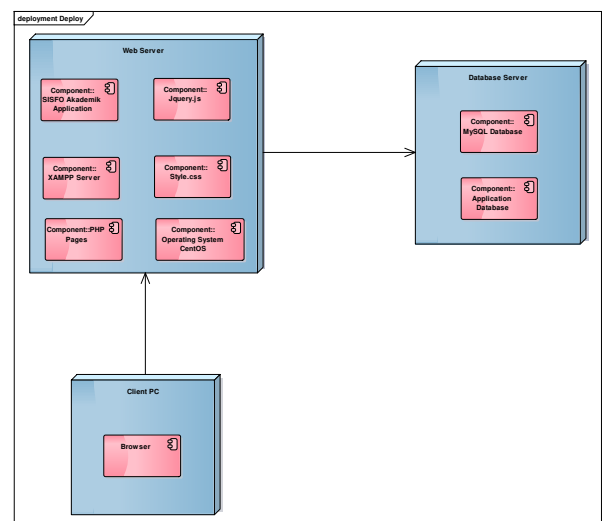 deployment Deploy
Web Server
Component::
SISFO Akademik
Application
Component::
Jquery.js
Component::
XAMPP Server
Component::
Style.css
Component::PHP
Pages
Component::
Operating System
CentOS
Database Server
Component::
MySQL Database
Component::
Application
Database
Client PC
Browser